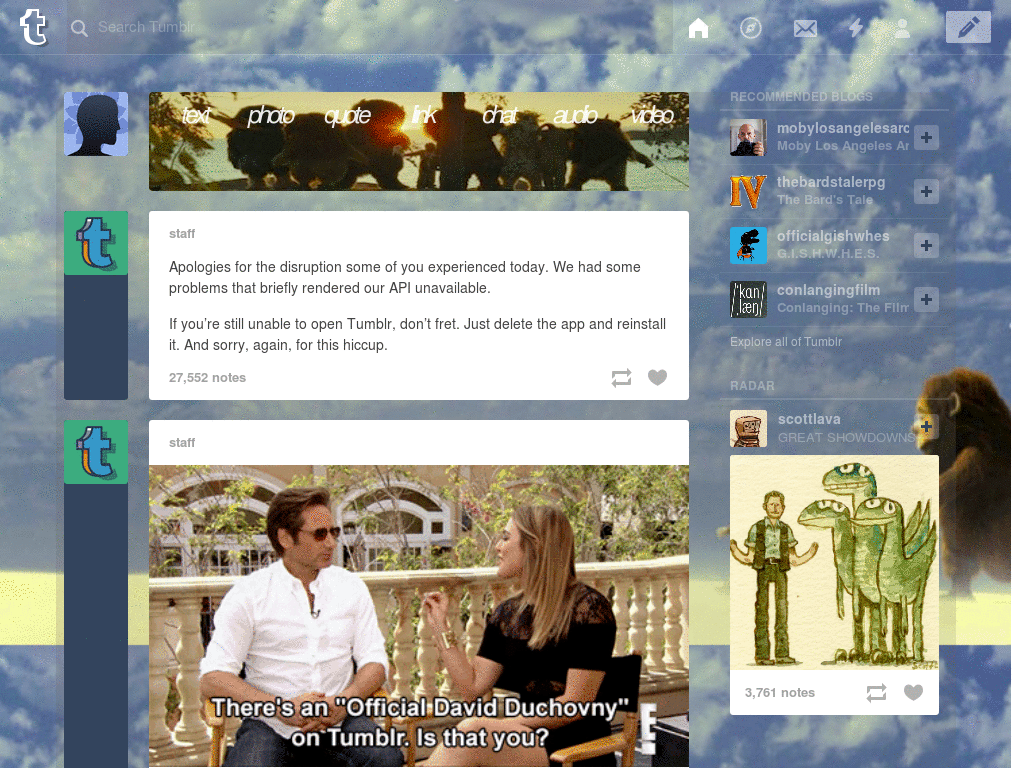 Search Tumblr
text photo quote link chat audio video
staff
Apologies for the disruption some of you experienced today. We had some
problems that briefly rendered our API unavailable.
If you’re still unable to open Tumblr, don’t fret. Just delete the app and reinstall
it. And sorry, again, for this hiccup.
27,552 notes
staff
There's an "Official David Duchovny"
on Tumblr. Is that you?
E
RECOMMENDED BLOGS
mobylosangelesarc
Moby Los Angeles Ar
IV
thebardstalerpg
The Bard's Tale
officialgishwhes
G.I.S.H.W.H.E.S.
/ˈkɑn
læŋ/
conlangingfilm
Conlanging: The Film
Explore all of Tumblr
RADAR
scottlava
GREAT SHOWDOWNS
3,761 notes